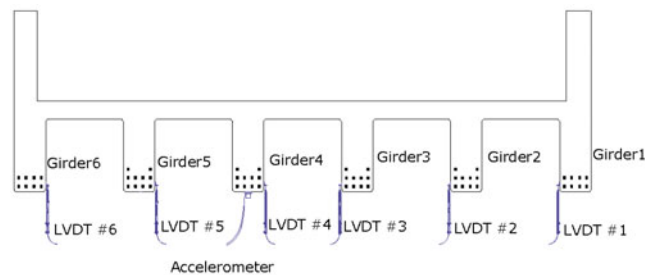 Girder6 Girder5 Girder4 Girder3 Girder2 Girder1
LVDT #6 LVDT #5 LVDT #4 LVDT #3 LVDT #2 LVDT #1
Accelerometer